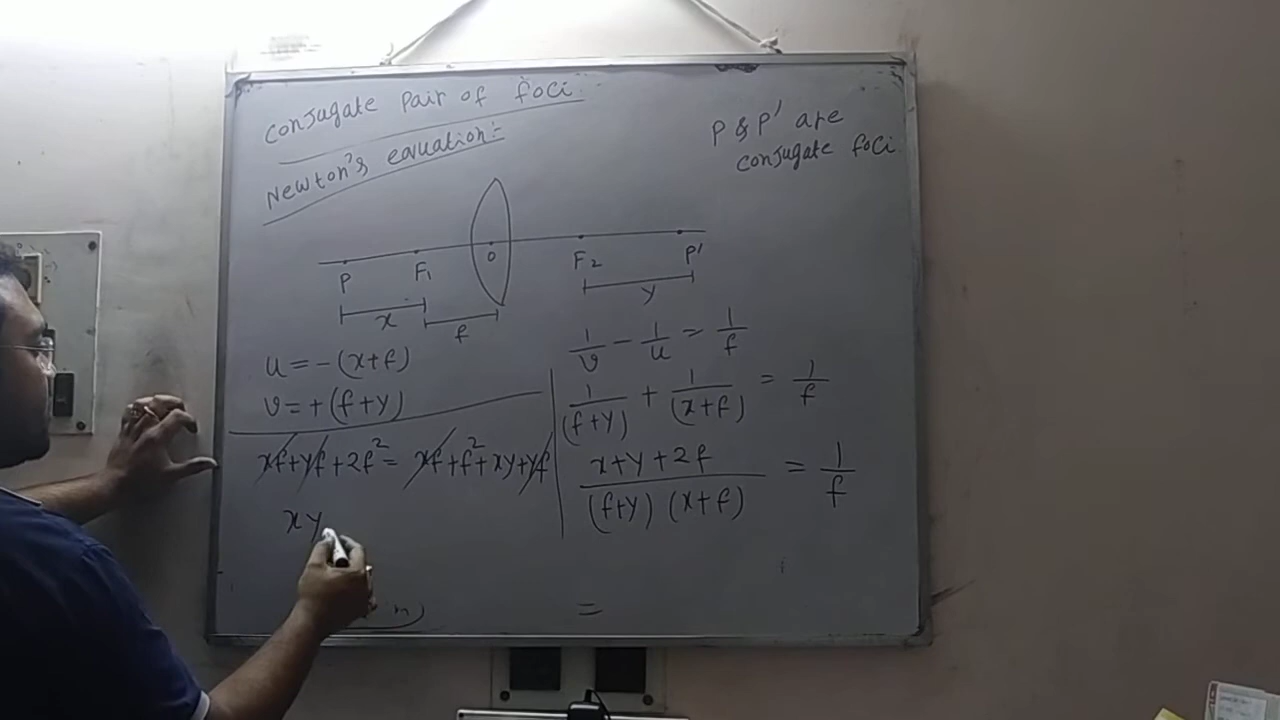 Conjugate Pair of foci
Newton's equation:-
P & P' are
conjugate foci
P F₁ O F₂ P'
x f y
u = -(x+f)
v = +(f+y)
1/v - 1/u = 1/f
1/(f+y) + 1/(x+f) = 1/f
x+y+2f/(f+y)(x+f) = 1/f
xf+yf+2f² = xf+f²+xy+yf
xy
=